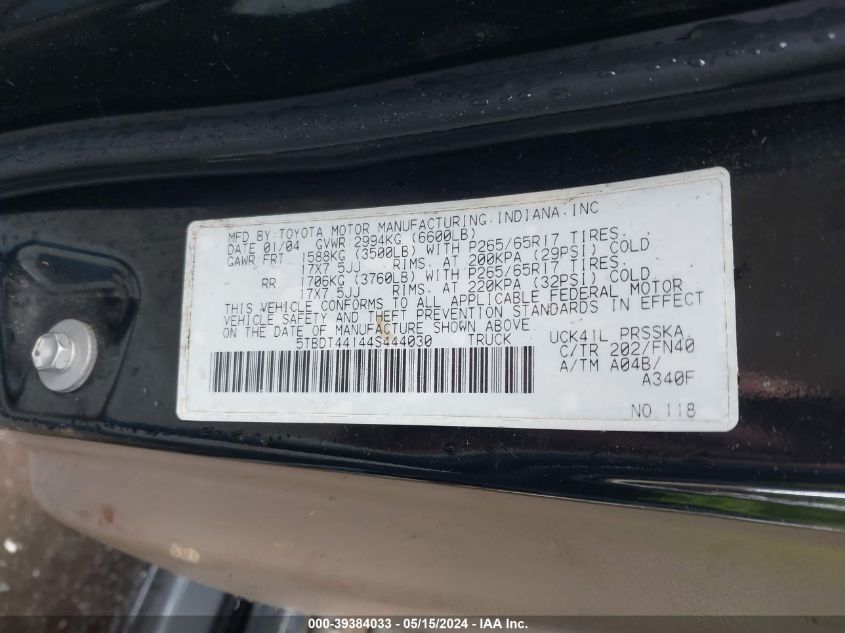 MFD.BY:TOYOTA MOTOR MANUFACTURING.INDIANA.INC
DATE 01/04 GVWR 2994KG (6600LB)
GAWR FRT 1588KG (3500LB) WITH P265/65R17 TIRES.
17X7.5JJ RIMS. AT 200KPA (29PSI) COLD
RR 1706KG (3760LB) WITH P265/65R17 TIRES.
17X7.5JJ RIMS. AT 220KPA (32PSI) COLD
THIS VEHICLE CONFORMS TO ALL APPLICABLE FEDERAL MOTOR
VEHICLE SAFETY AND THEFT PREVENTION STANDARDS IN EFFECT
ON THE DATE OF MANUFACTURE SHOWN ABOVE
5TBDT44144S444030 TRUCK
UCK41L PRSSKA
C/TR 202/FN40
A/TM A04B/
A340F
NO.118
000-39384033 - 05/15/2024 - IAA Inc.